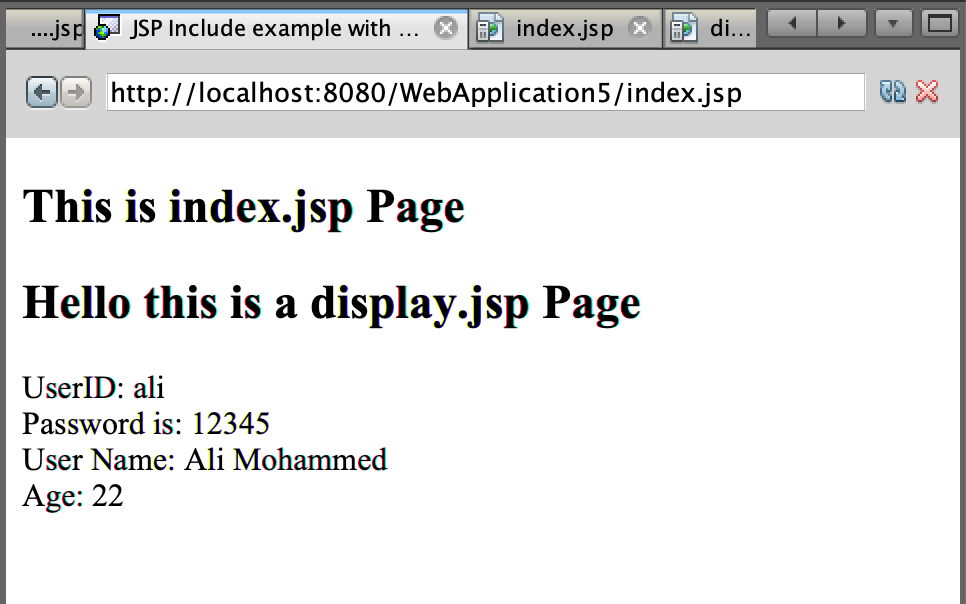 ....jsp JSP Include example with ... index.jsp di...
http://localhost:8080/WebApplication5/index.jsp
This is index.jsp Page
Hello this is a display.jsp Page
UserID: ali
Password is: 12345
User Name: Ali Mohammed
Age: 22